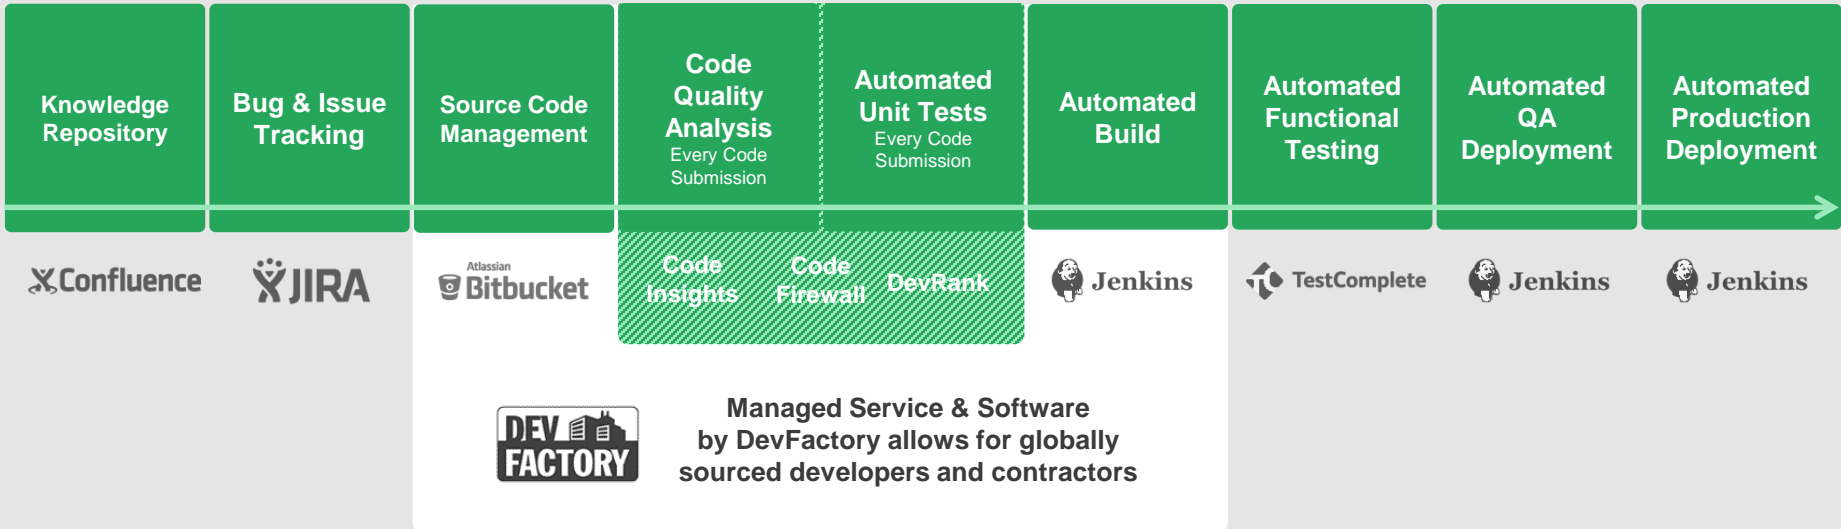 Knowledge
Repository
Bug & Issue
Tracking
Source Code
Management
Code
Quality
Analysis
Every Code
Submission
Automated
Unit Tests
Every Code
Submission
Automated
Build
Automated
Functional
Testing
Automated
QA
Deployment
Automated
Production
Deployment
Confluence
JIRA
Atlassian
Bitbucket
Code
Insights
Code
Firewall
DevRank
Jenkins
TestComplete
Jenkins
Jenkins
DEV
FACTORY
Managed Service & Software
by DevFactory allows for globally
sourced developers and contractors